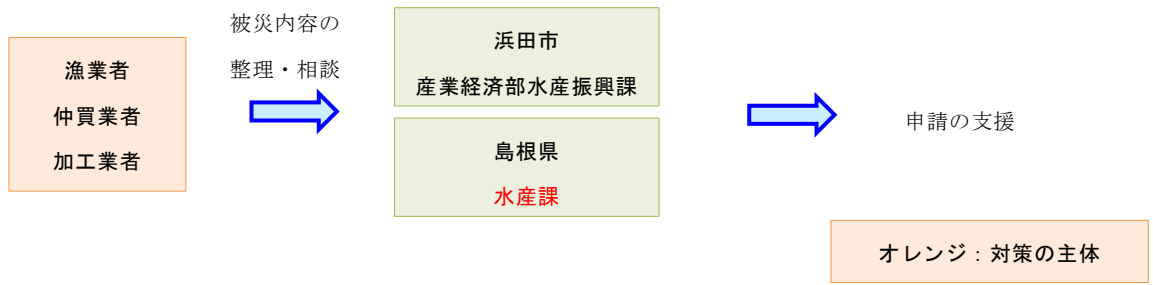 漁業者
仲買業者
加工業者
被災内容の
整理・相談
浜田市
産業経済部水産振興課
島根県
水産課
申請の支援
オレンジ：対策の主体